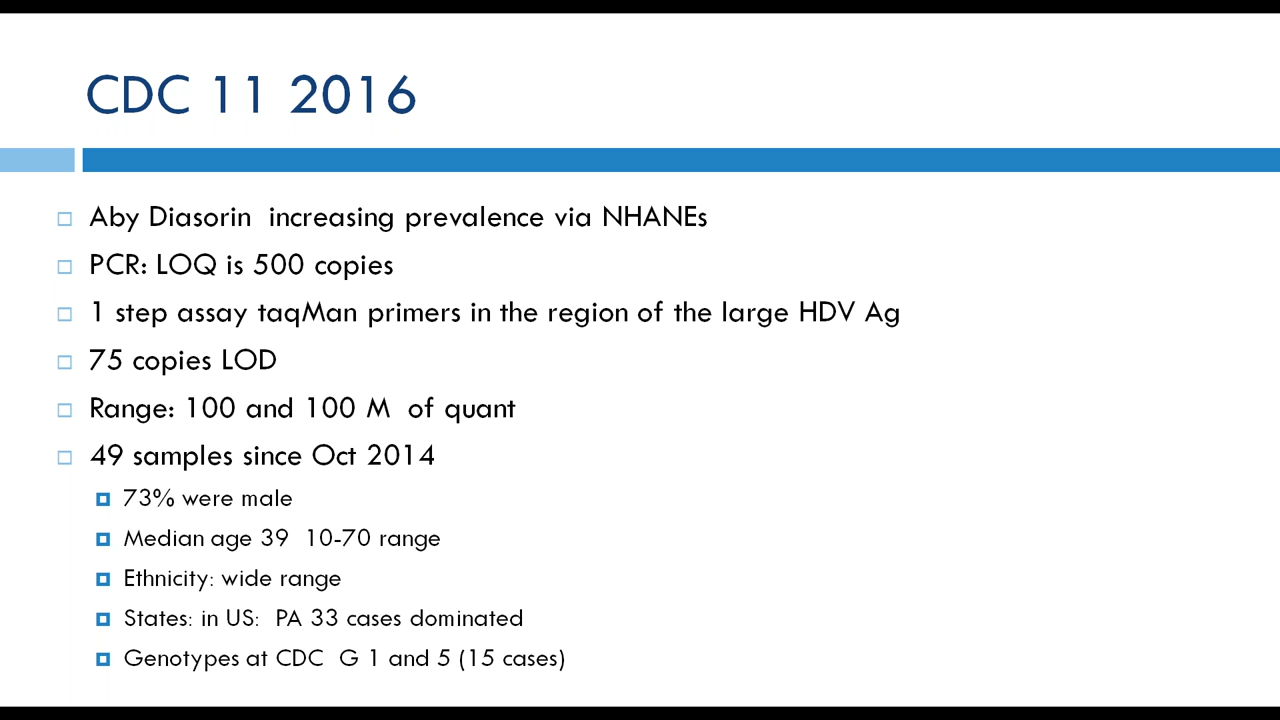 CDC 11 2016
Aby Diasorin  increasing prevalence via NHANEs
PCR: LOQ is 500 copies
1 step assay taqMan primers in the region of the large HDV Ag
75 copies LOD
Range: 100 and 100 M  of quant
49 samples since Oct 2014
73% were male
Median age 39  10-70 range
Ethnicity: wide range
States: in US:  PA 33 cases dominated
Genotypes at CDC  G 1 and 5 (15 cases)